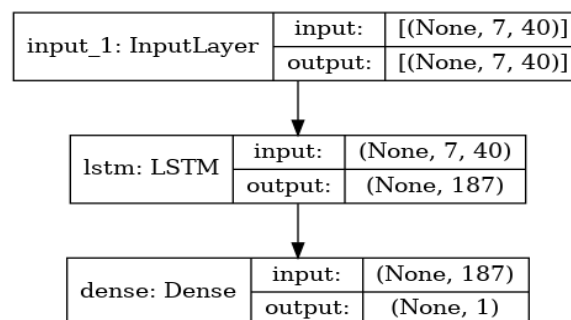 input_1: InputLayer
input: [(None, 7, 40)]
output: [(None, 7, 40)]
lstm: LSTM
input: (None, 7, 40)
output: (None, 187)
dense: Dense
input: (None, 187)
output: (None, 1)